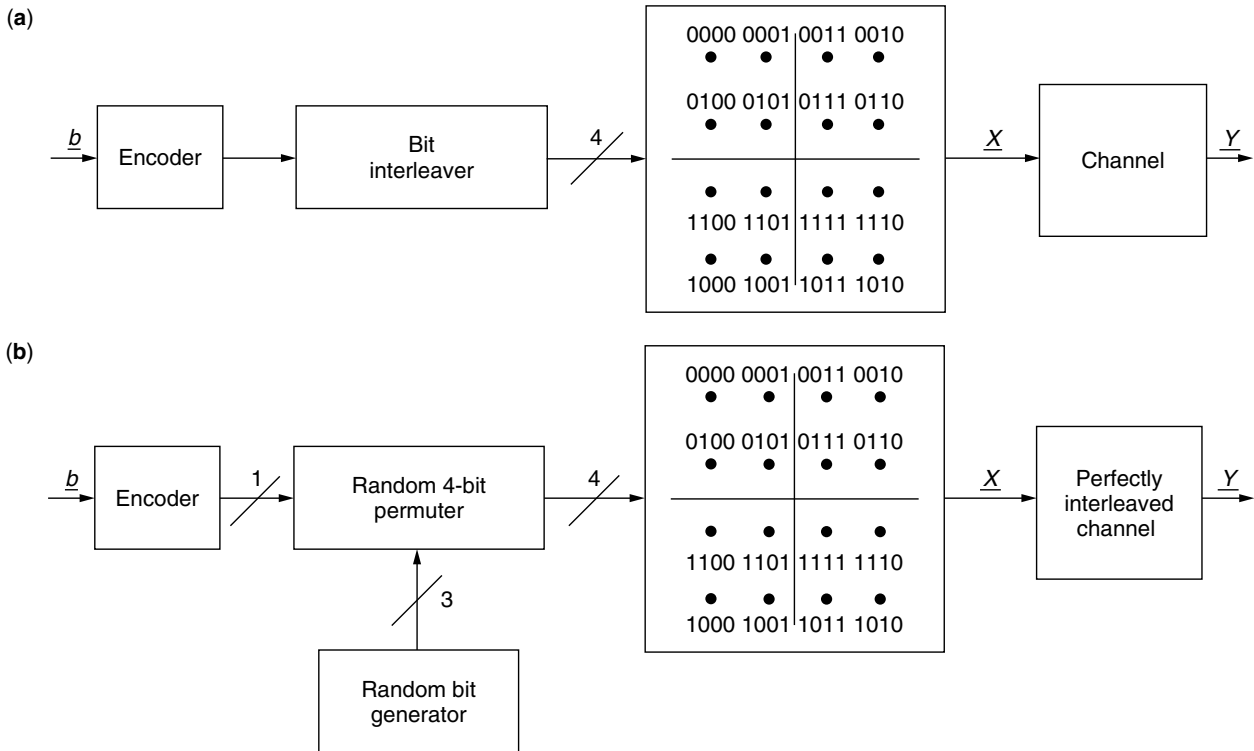 (a)
0000 0001 0011 0010
0100 0101 0111 0110
b
Encoder
Bit
interleaver
4
X
Channel
Y
1100 1101 1111 1110
1000 1001 1011 1010
(b)
0000 0001 0011 0010
0100 0101 0111 0110
b
Encoder
1
Random 4-bit
permuter
4
X
Perfectly
interleaved
channel
Y
1100 1101 1111 1110
1000 1001 1011 1010
3
Random bit
generator